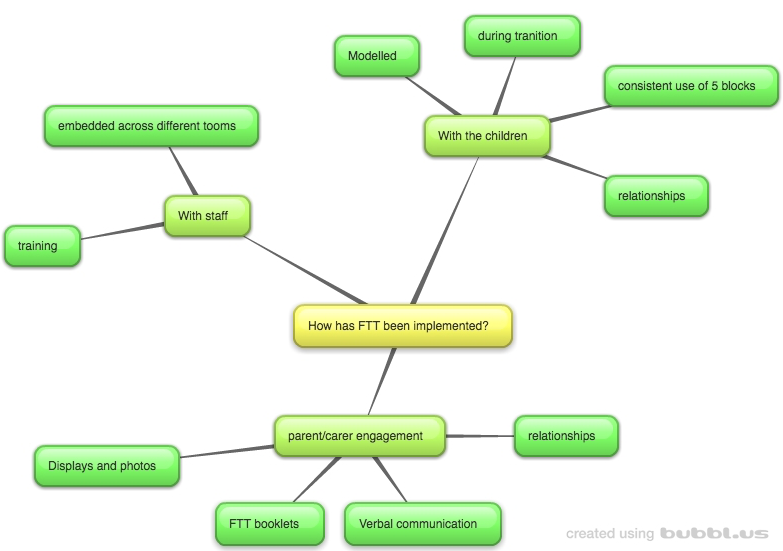 during tranition
Modelled
consistent use of 5 blocks
embedded across different tooms
With the children
relationships
With staff
training
How has FTT been implemented?
parent/carer engagement
relationships
Displays and photos
FTT booklets
Verbal communication
created using bubbl.us